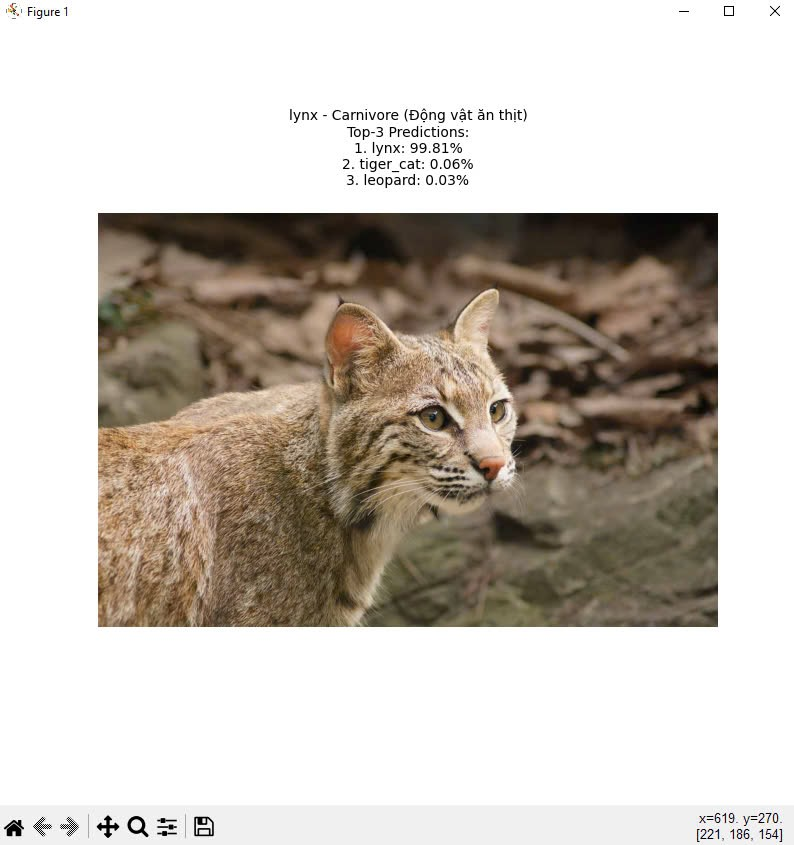 Figure 1
lynx - Carnivore (Động vật ăn thịt)
Top-3 Predictions:
1. lynx: 99.81%
2. tiger_cat: 0.06%
3. leopard: 0.03%
x=619. y=270.
[221, 186, 154]